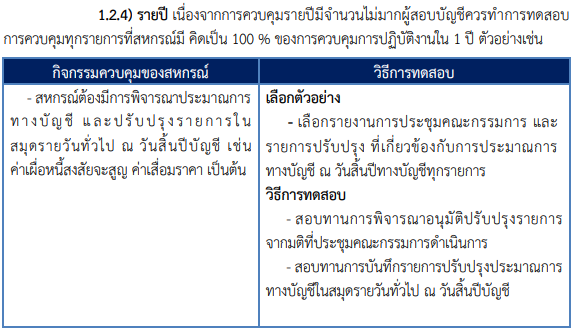 1.2.4) รายปี เนื่องจากการควบคุมรายปีมีจำนวนไม่มากผู้สอบบัญชีควรทำการทดสอบ
การควบคุมทุกรายการที่สหกรณ์มี คิดเป็น 100 % ของการควบคุมการปฏิบัติงานใน 1 ปี ตัวอย่างเช่น
กิจกรรมควบคุมของสหกรณ์
วิธีการทดสอบ
- สหกรณ์ต้องมีการพิจารณาประมาณการ
ทางบัญชี และปรับปรุงรายการใน
สมุดรายวันทั่วไป ณ วันสิ้นปีบัญชี เช่น
ค่าเผื่อหนี้สงสัยจะสูญ ค่าเสื่อมราคา เป็นต้น
เลือกตัวอย่าง
- เลือกรายงานการประชุมคณะกรรมการ และ
รายการปรับปรุง ที่เกี่ยวข้องกับการประมาณการ
ทางบัญชี ณ วันสิ้นปีทางบัญชีทุกรายการ
วิธีการทดสอบ
- สอบทานการพิจารณาอนุมัติปรับปรุงรายการ
จากมติที่ประชุมคณะกรรมการดำเนินการ
- สอบทานการบันทึกรายการปรับปรุงประมาณการ
ทางบัญชีในสมุดรายวันทั่วไป ณ วันสิ้นปีบัญชี